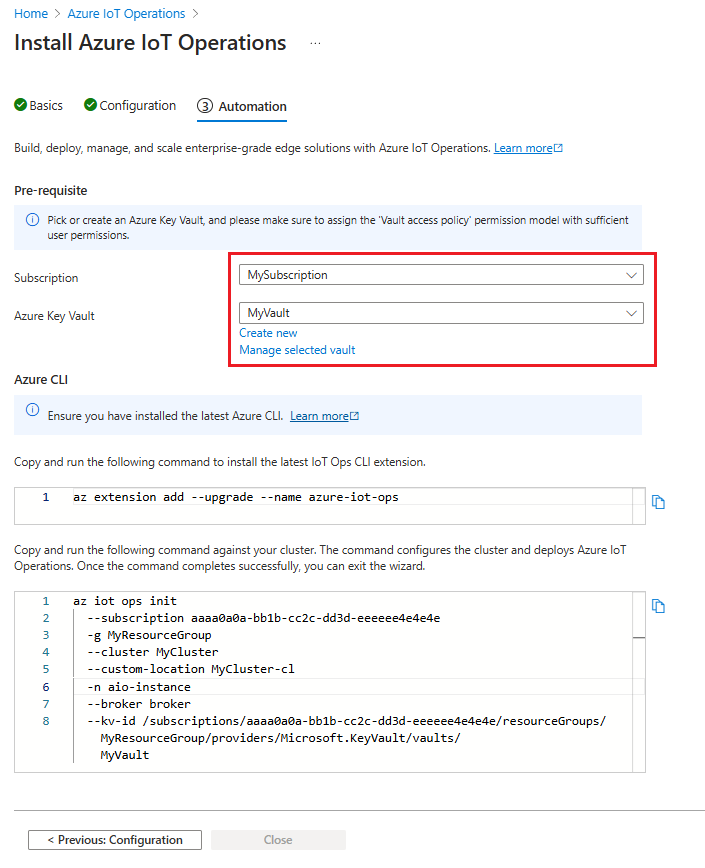 Home > Azure IoT Operations >
Install Azure IoT Operations ...
Basics Configuration 3 Automation
Build, deploy, manage, and scale enterprise-grade edge solutions with Azure IoT Operations. Learn more
Pre-requisite
Pick or create an Azure Key Vault, and please make sure to assign the 'Vault access policy' permission model with sufficient
user permissions.
Subscription MySubscription
Azure Key Vault MyVault
Create new
Manage selected vault
Azure CLI
Ensure you have installed the latest Azure CLI. Learn more
Copy and run the following command to install the latest IoT Ops CLI extension.
1 az extension add --upgrade --name azure-iot-ops
Copy and run the following command against your cluster. The command configures the cluster and deploys Azure IoT
Operations. Once the command completes successfully, you can exit the wizard.
1 az iot ops init
2 --subscription aaaa0a0a-bb1b-cc2c-dd3d-eeeeee4e4e4e
3 -g MyResourceGroup
4 --cluster MyCluster
5 --custom-location MyCluster-cl
6 -n aio-instance
7 --broker broker
8 --kv-id /subscriptions/aaaa0a0a-bb1b-cc2c-dd3d-eeeeee4e4e4e/resourceGroups/
MyResourceGroup/providers/Microsoft.KeyVault/vaults/
MyVault
< Previous: Configuration Close